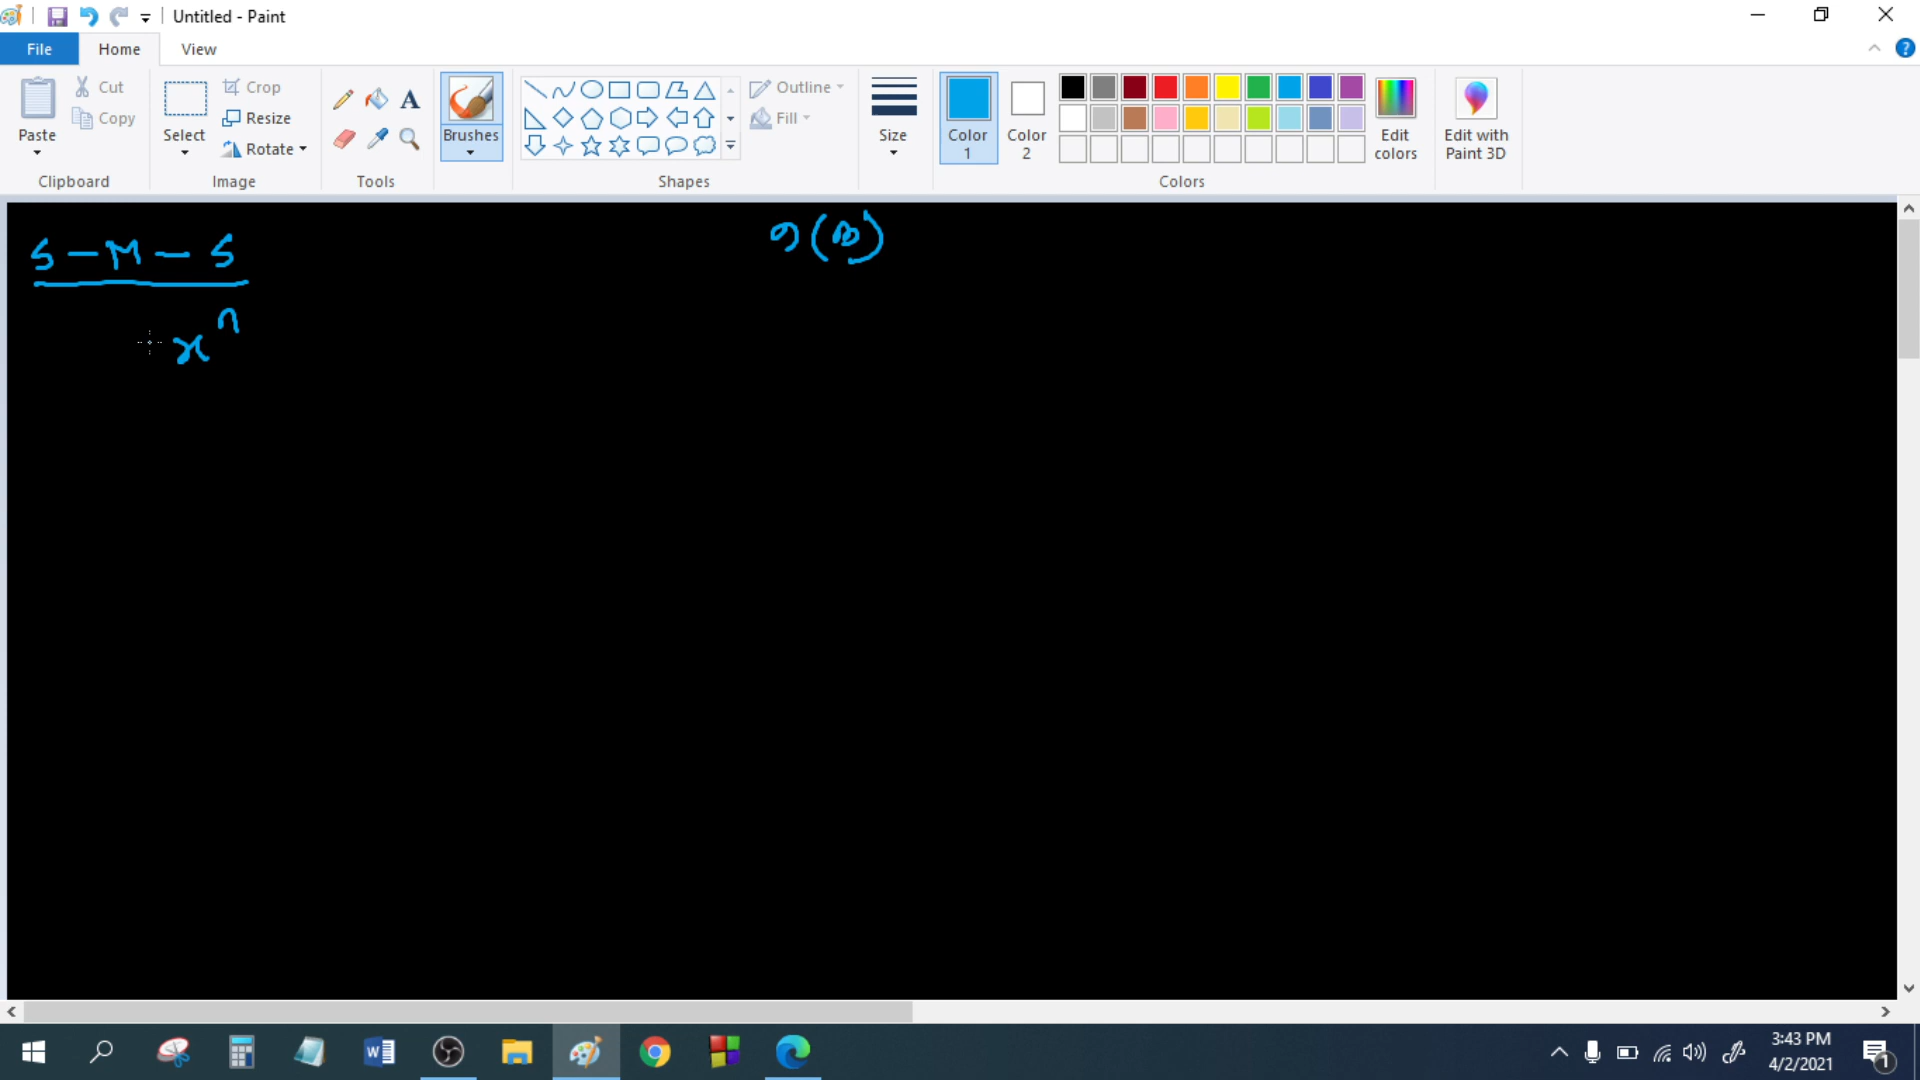 Untitled - Paint
File Home View
Paste
Cut
Copy
Clipboard
Select
Crop
Resize
Rotate
Image
Tools
Brushes
Shapes
Outline
Fill
Size
Color 1
Color 2
Edit colors
Colors
Edit with Paint 3D
S - M - S
x^n
3:43 PM
4/2/2021
1